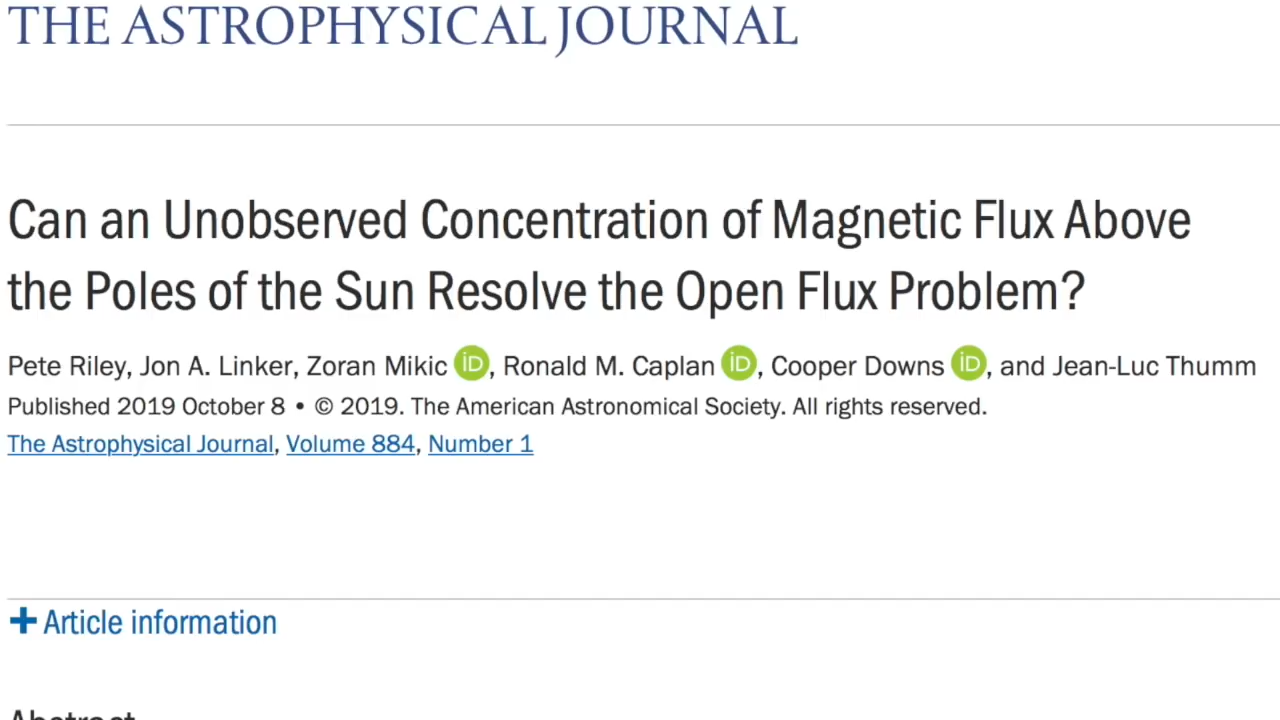 THE ASTROPHYSICAL JOURNAL
Can an Unobserved Concentration of Magnetic Flux Above
the Poles of the Sun Resolve the Open Flux Problem?
Pete Riley, Jon A. Linker, Zoran Mikic iD, Ronald M. Caplan iD, Cooper Downs iD, and Jean-Luc Thumm
Published 2019 October 8 • © 2019. The American Astronomical Society. All rights reserved.
The Astrophysical Journal, Volume 884, Number 1
+ Article information
Abstract